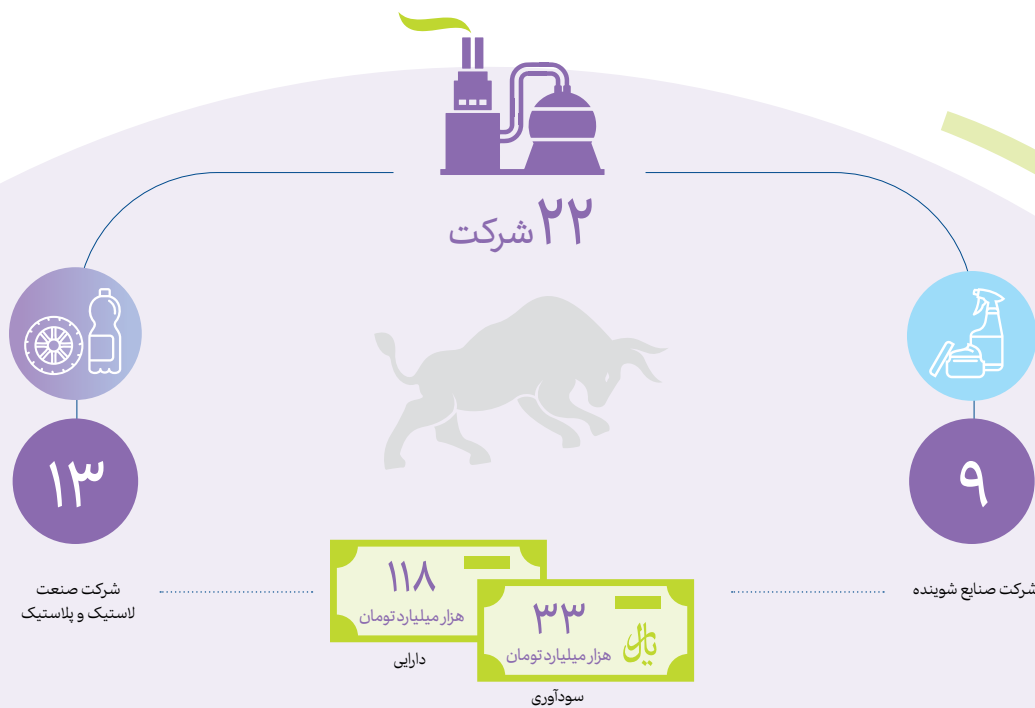 ۲۲ شرکت
۹
۱۳
شرکت صنایع شوینده
شرکت صنعت
لاستیک و پلاستیک
۱۱۸
هزار میلیارد تومان
دارایی
۳۳
ریال
هزار میلیارد تومان
سودآوری